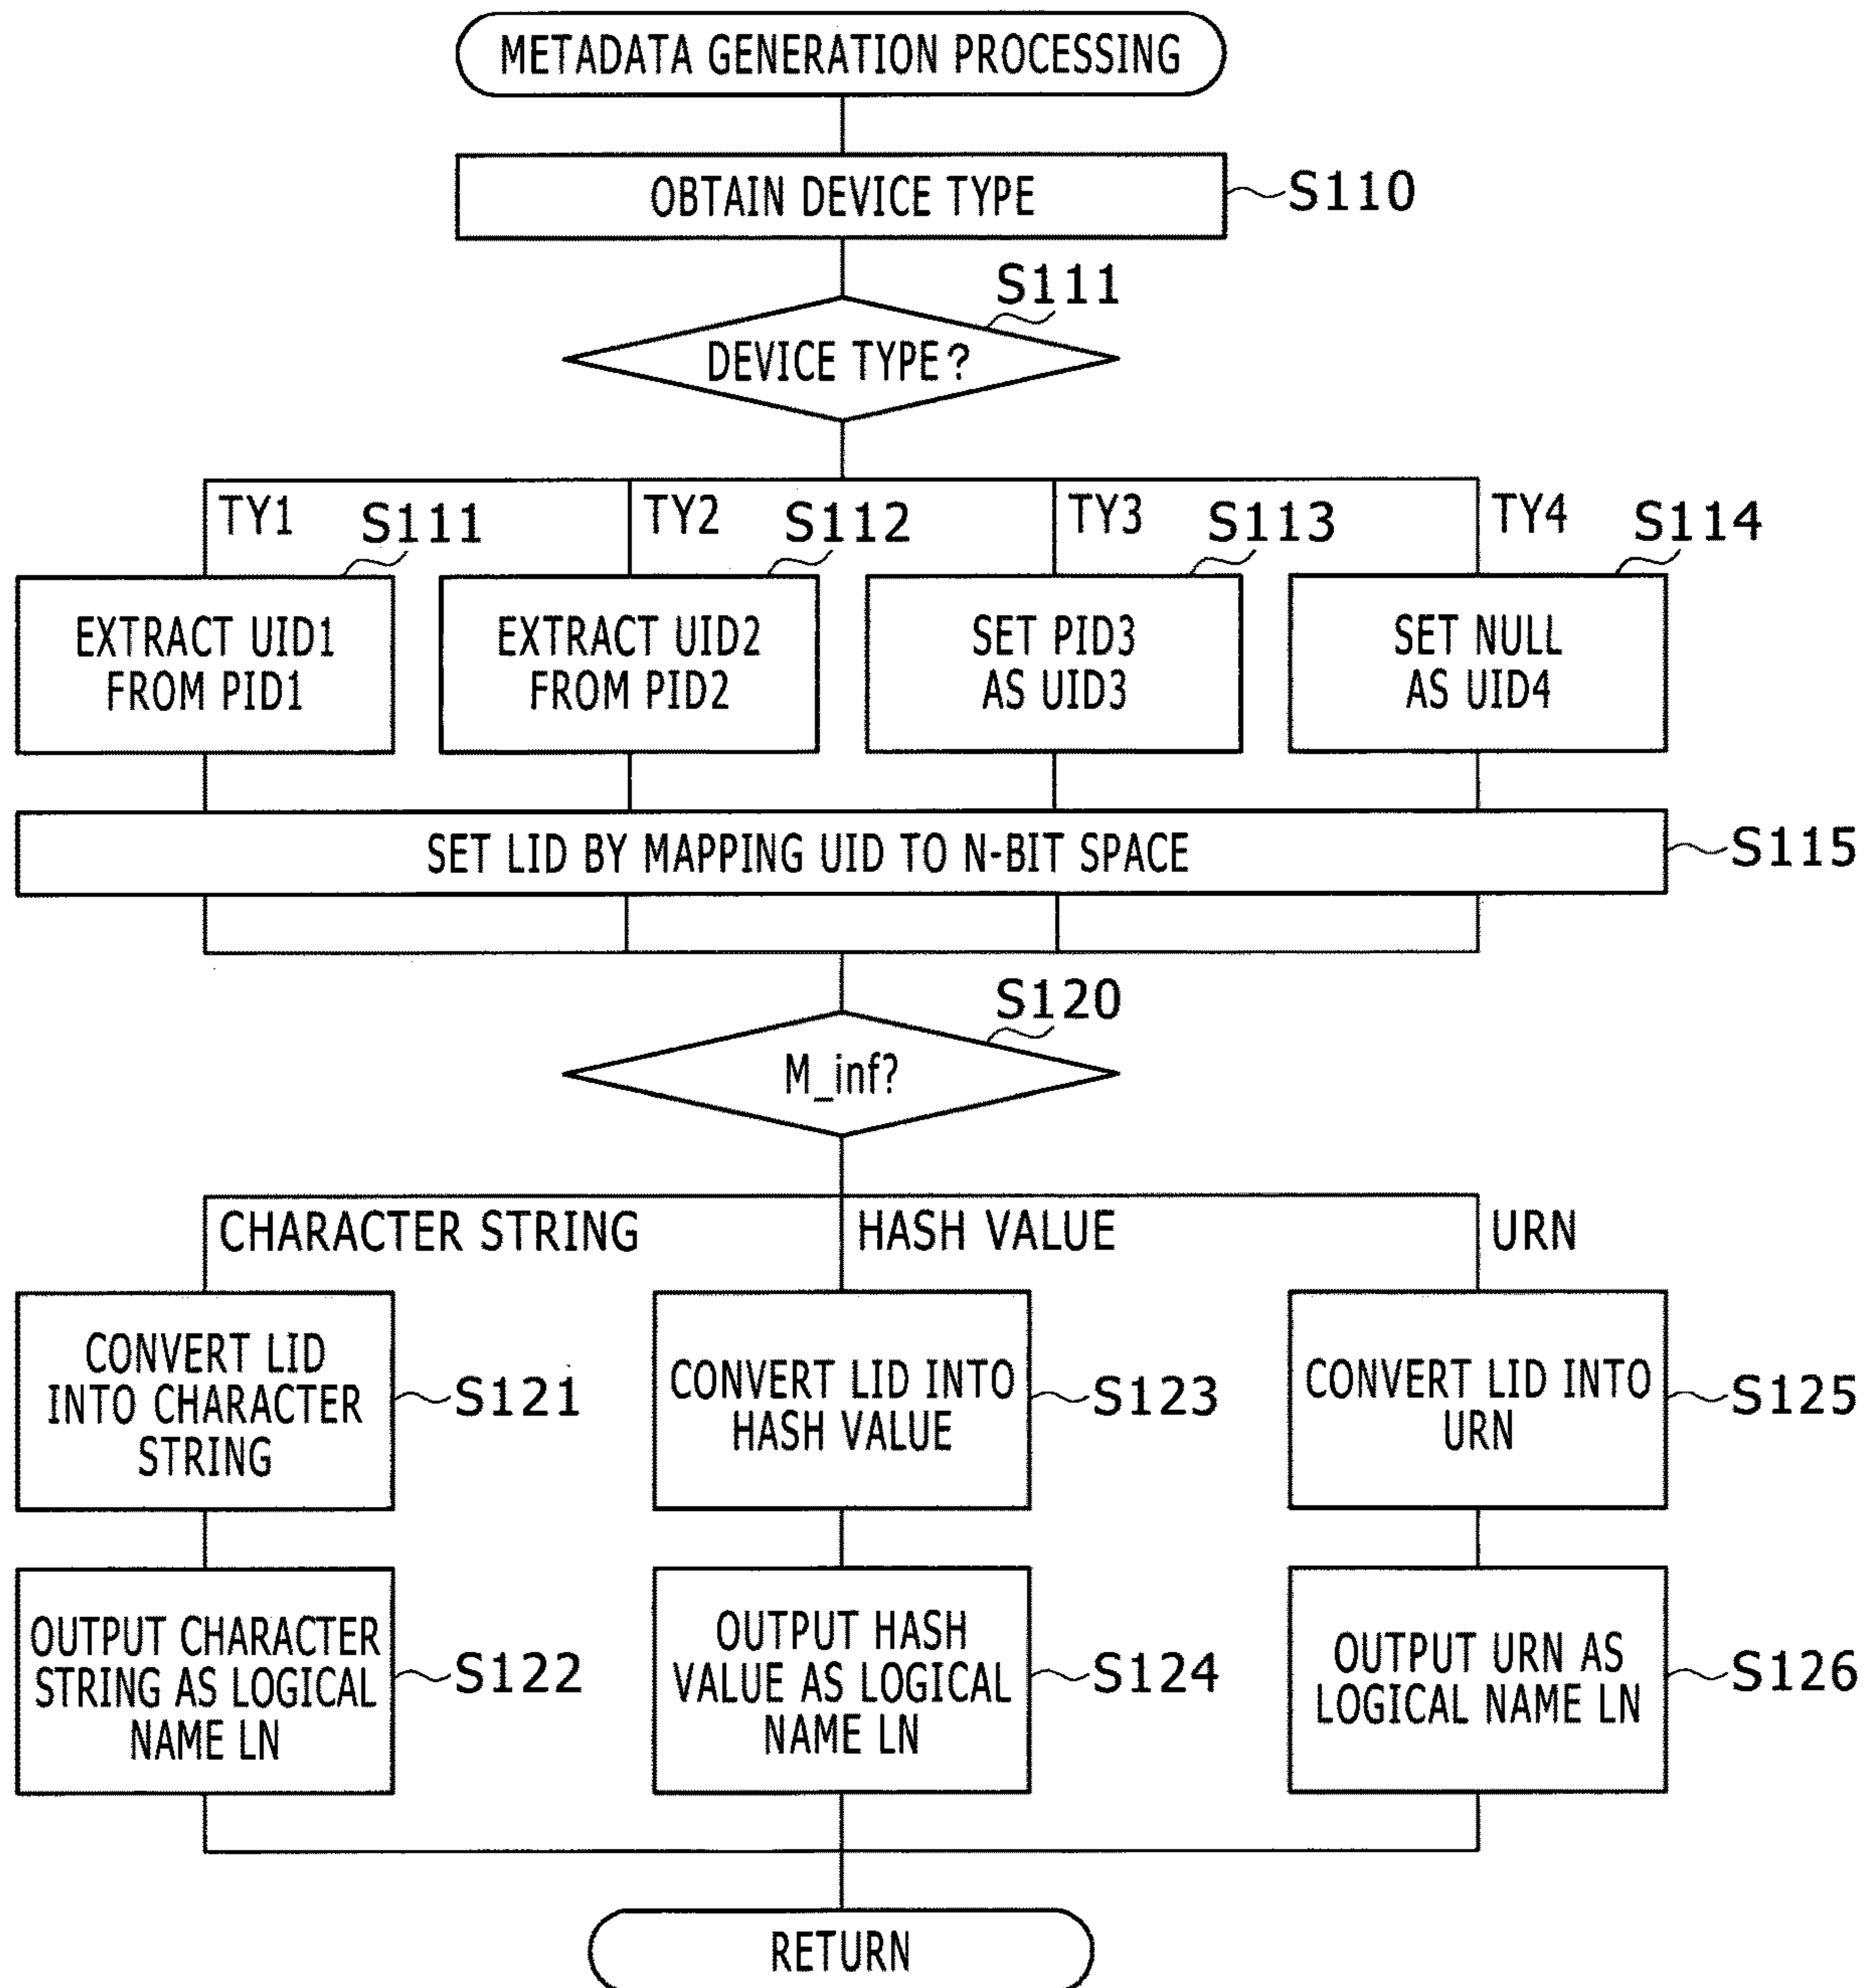 METADATA GENERATION PROCESSING
OBTAIN DEVICE TYPE
S110
S111
DEVICE TYPE?
TY1
S111
TY2
S112
TY3
S113
TY4
S114
EXTRACT UID1
FROM PID1
EXTRACT UID2
FROM PID2
SET PID3
AS UID3
SET NULL
AS UID4
SET LID BY MAPPING UID TO N-BIT SPACE
S115
S120
M_inf?
CHARACTER STRING
HASH VALUE
URN
CONVERT LID
INTO CHARACTER
STRING
S121
CONVERT LID INTO
HASH VALUE
S123
CONVERT LID INTO
URN
S125
OUTPUT CHARACTER
STRING AS LOGICAL
NAME LN
S122
OUTPUT HASH
VALUE AS LOGICAL
NAME LN
S124
OUTPUT URN AS
LOGICAL NAME LN
S126
RETURN